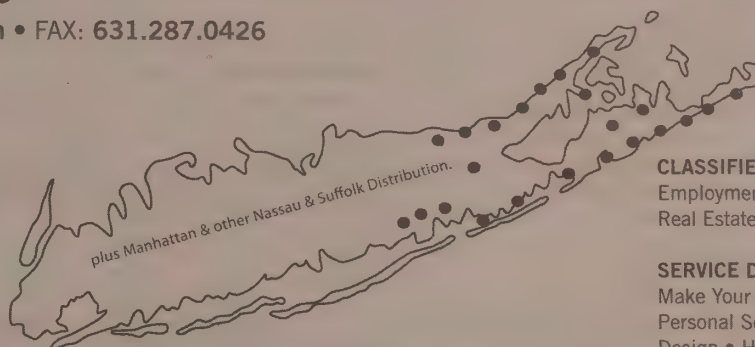 • FAX: 631.287.0426
plus Manhattan & other Nassau & Suffolk Distribution.
CLASSIFIE
Employmen
Real Estate
SERVICE D
Make Your
Personal Se
Design • H